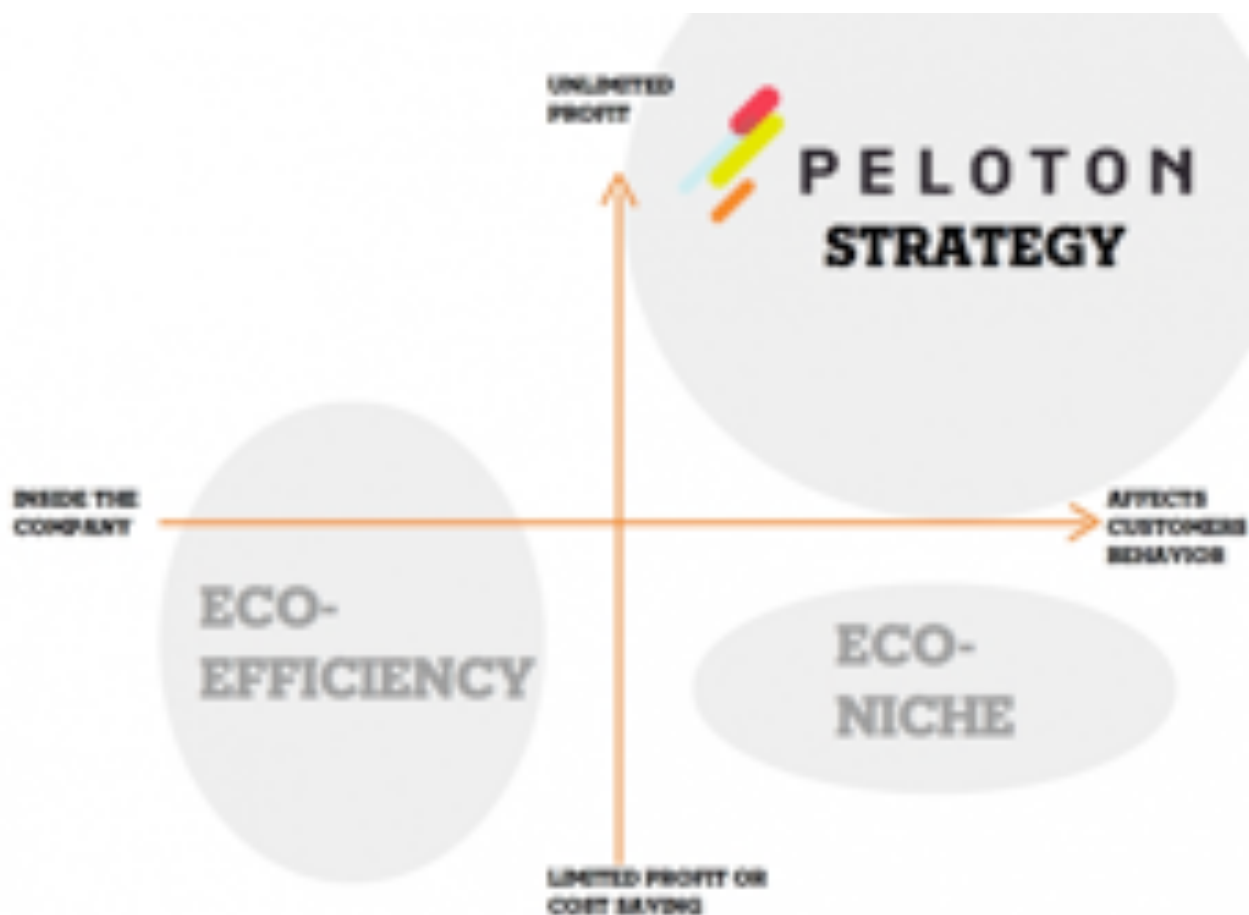 UNLIMITED
PROFIT
PELOTON
STRATEGY
INSIDE THE
COMPANY
AFFECTS
CUSTOMERS
BEHAVIOR
ECO-
EFFICIENCY
ECO-
NICHE
LIMITED PROFIT OR
COST SAVING